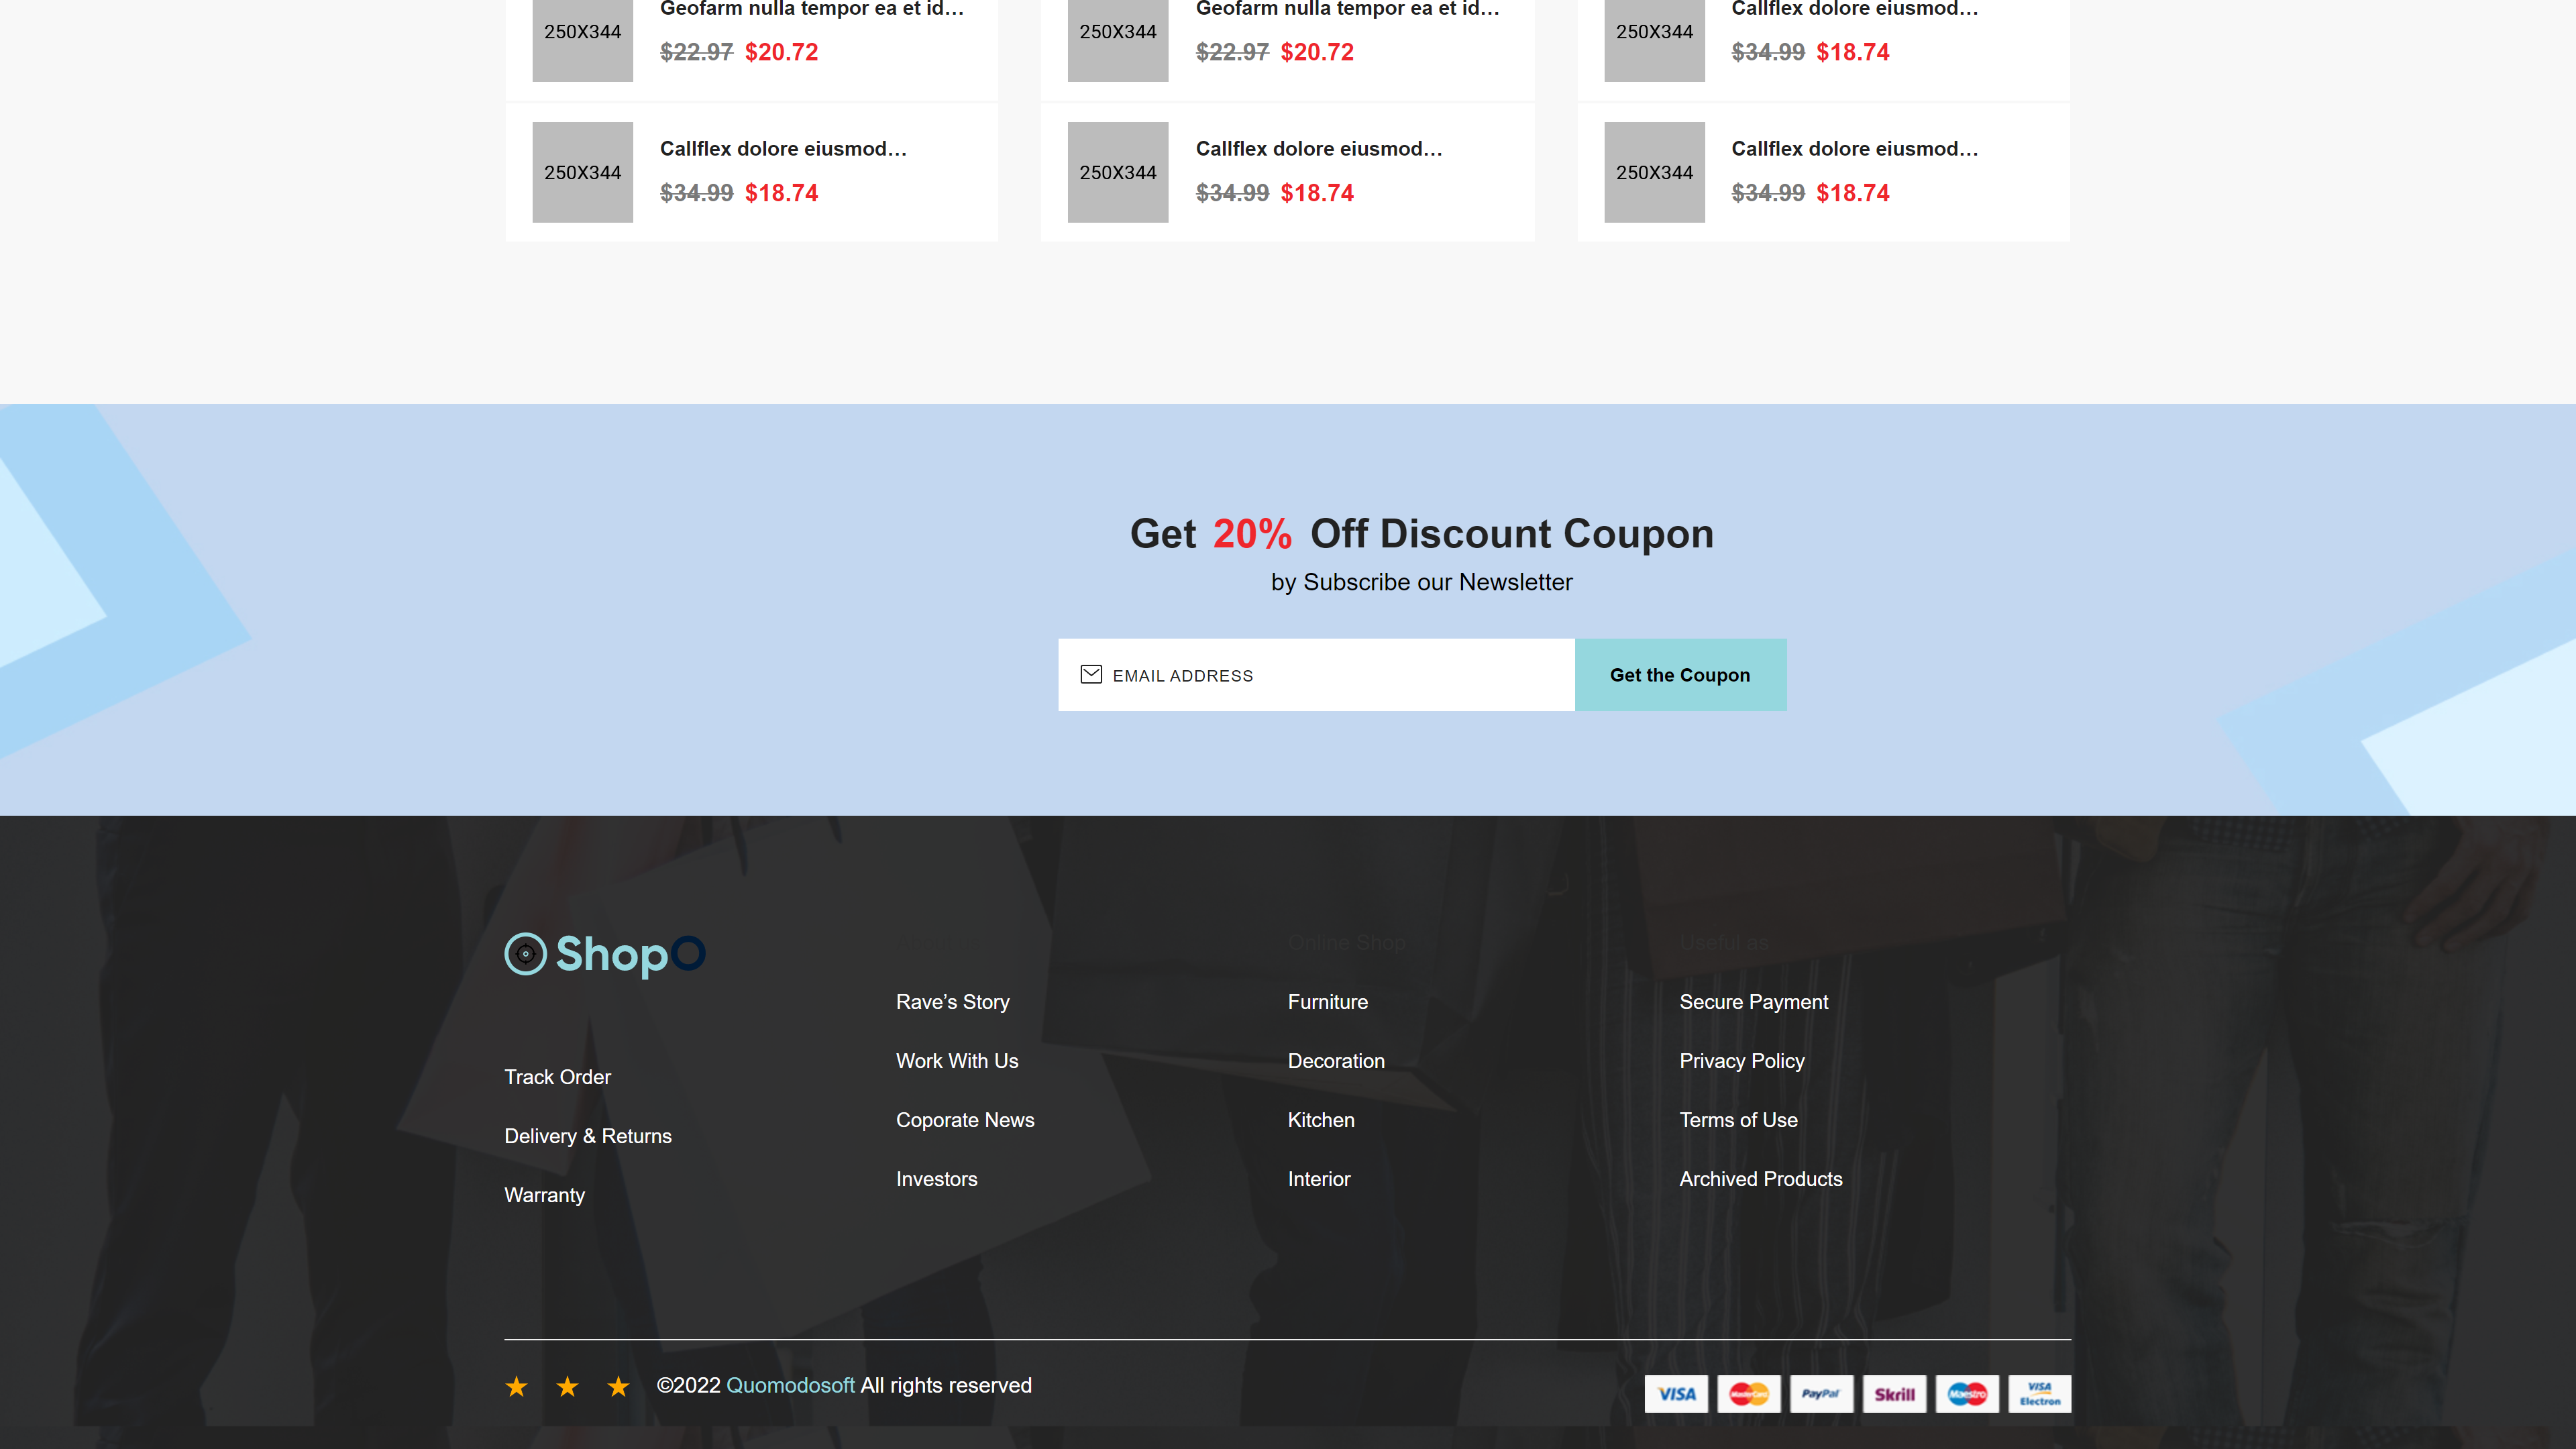 250X344
Geofarm nulla tempor ea et id...
$22.97 $20.72
250X344
Geofarm nulla tempor ea et id...
$22.97 $20.72
250X344
Callflex dolore eiusmod...
$34.99 $18.74
250X344
Callflex dolore eiusmod...
$34.99 $18.74
250X344
Callflex dolore eiusmod...
$34.99 $18.74
250X344
Callflex dolore eiusmod...
$34.99 $18.74
Get 20% Off Discount Coupon
by Subscribe our Newsletter
EMAIL ADDRESS
Get the Coupon
ShopO
Track Order
Delivery & Returns
Warranty
Rave’s Story
Work With Us
Coporate News
Investors
Online Shop
Furniture
Decoration
Kitchen
Interior
Useful as
Secure Payment
Privacy Policy
Terms of Use
Archived Products
©2022 Quomodosoft All rights reserved
VISA
MasterCard
PayPal
Skrill
Maestro
VISA
Electron